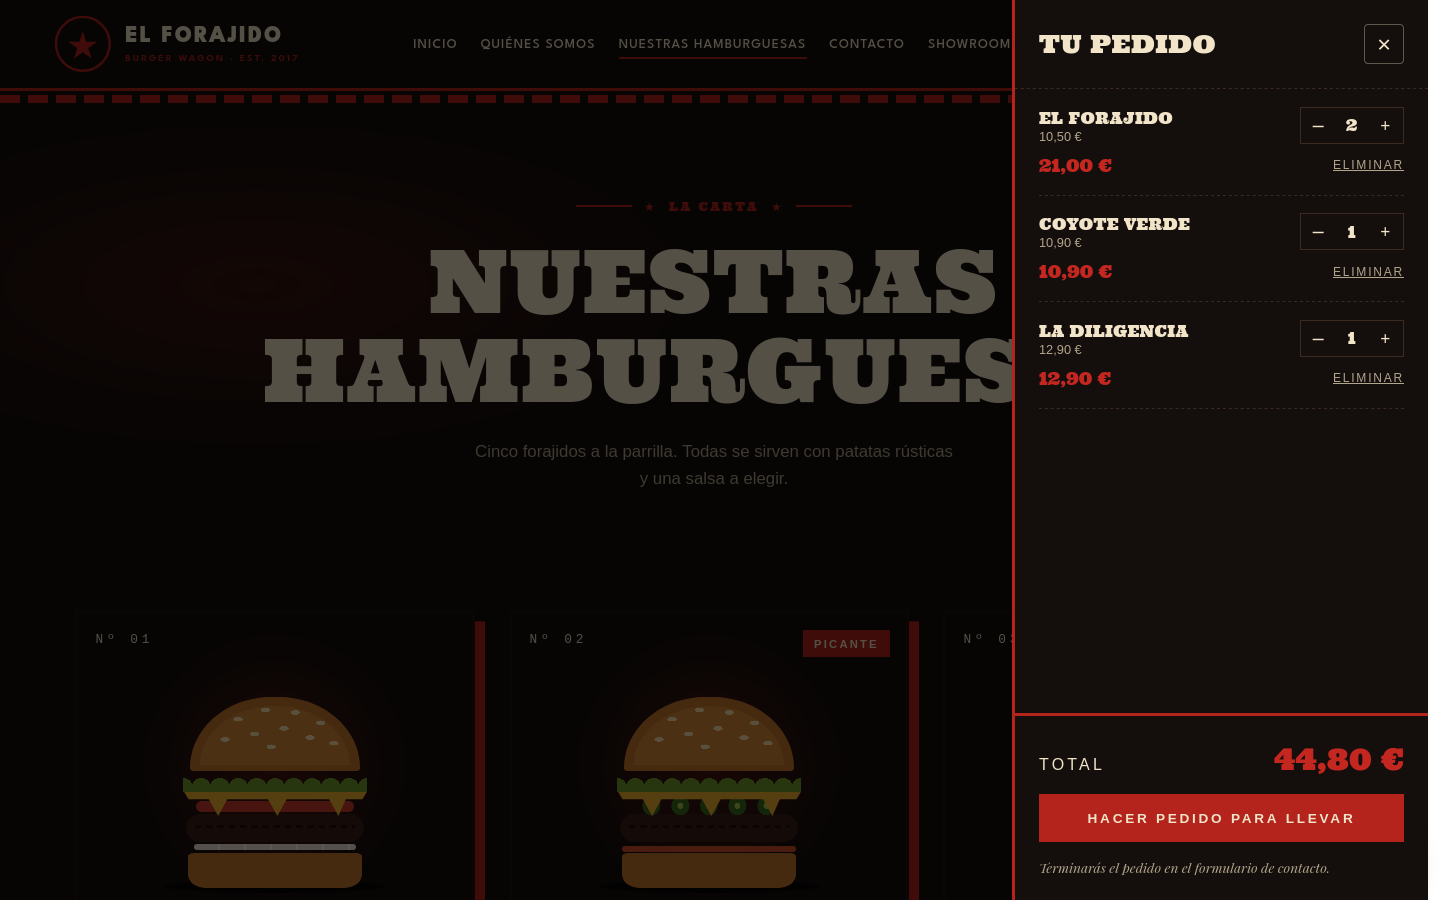 EL FORAJIDO
BURGER WAGON · EST. 2017
INICIO
QUIÉNES SOMOS
NUESTRAS HAMBURGUESAS
CONTACTO
SHOWROOM
★ LA CARTA ★
NUESTRAS
HAMBURGUES
Cinco forajidos a la parrilla. Todas se sirven con patatas rústicas
y una salsa a elegir.
Nº 01
Nº 02
PICANTE
Nº 03
TU PEDIDO
✕
EL FORAJIDO
10,50 €
– 2 +
21,00 €
ELIMINAR
COYOTE VERDE
10,90 €
– 1 +
10,90 €
ELIMINAR
LA DILIGENCIA
12,90 €
– 1 +
12,90 €
ELIMINAR
TOTAL
44,80 €
HACER PEDIDO PARA LLEVAR
Terminarás el pedido en el formulario de contacto.